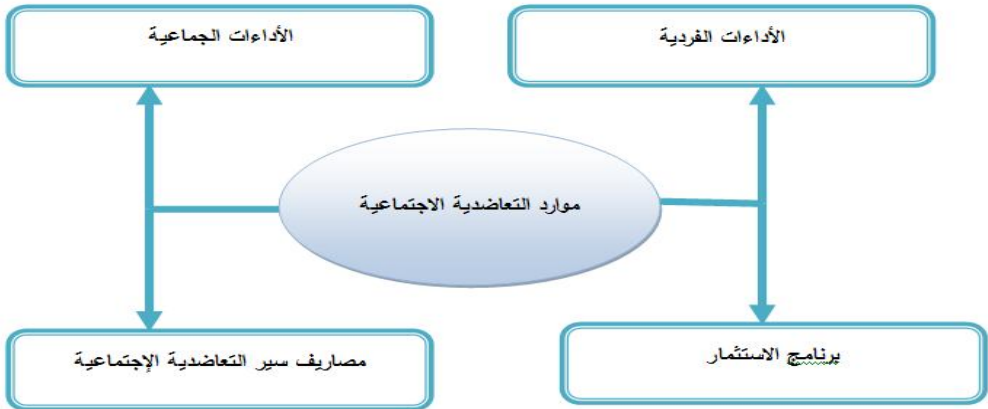 الأداءات الفردية
الأداءات الجماعية
موارد التعاضدية الاجتماعية
برنامج الاستثمار
مصاريف سير التعاضدية الإجتماعية